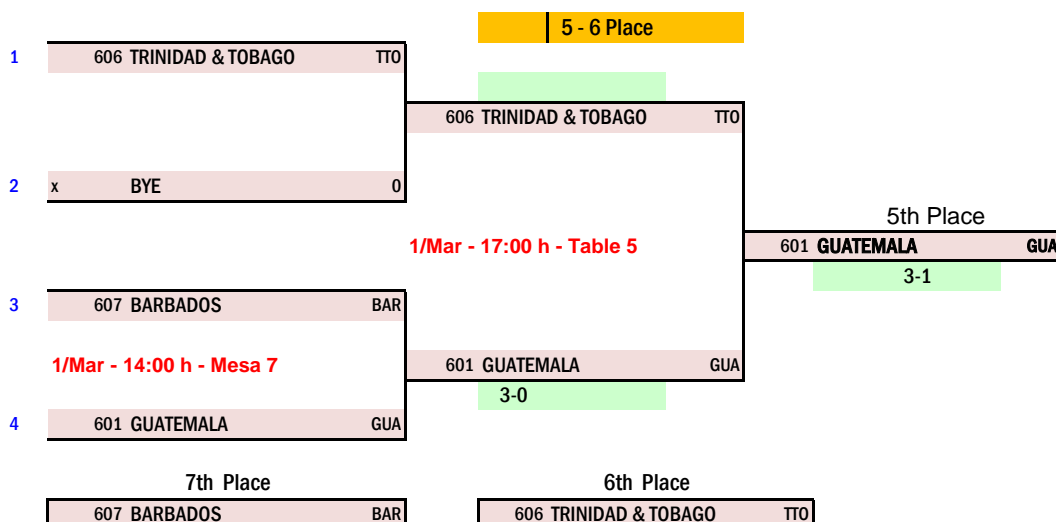 5 - 6 Place
1 606 TRINIDAD & TOBAGO TTO
606 TRINIDAD & TOBAGO TTO
2 x BYE 0
5th Place
1/Mar - 17:00 h - Table 5
601 GUATEMALA GUA
3-1
3 607 BARBADOS BAR
1/Mar - 14:00 h - Mesa 7
601 GUATEMALA GUA
3-0
4 601 GUATEMALA GUA
7th Place
6th Place
607 BARBADOS BAR
606 TRINIDAD & TOBAGO TTO